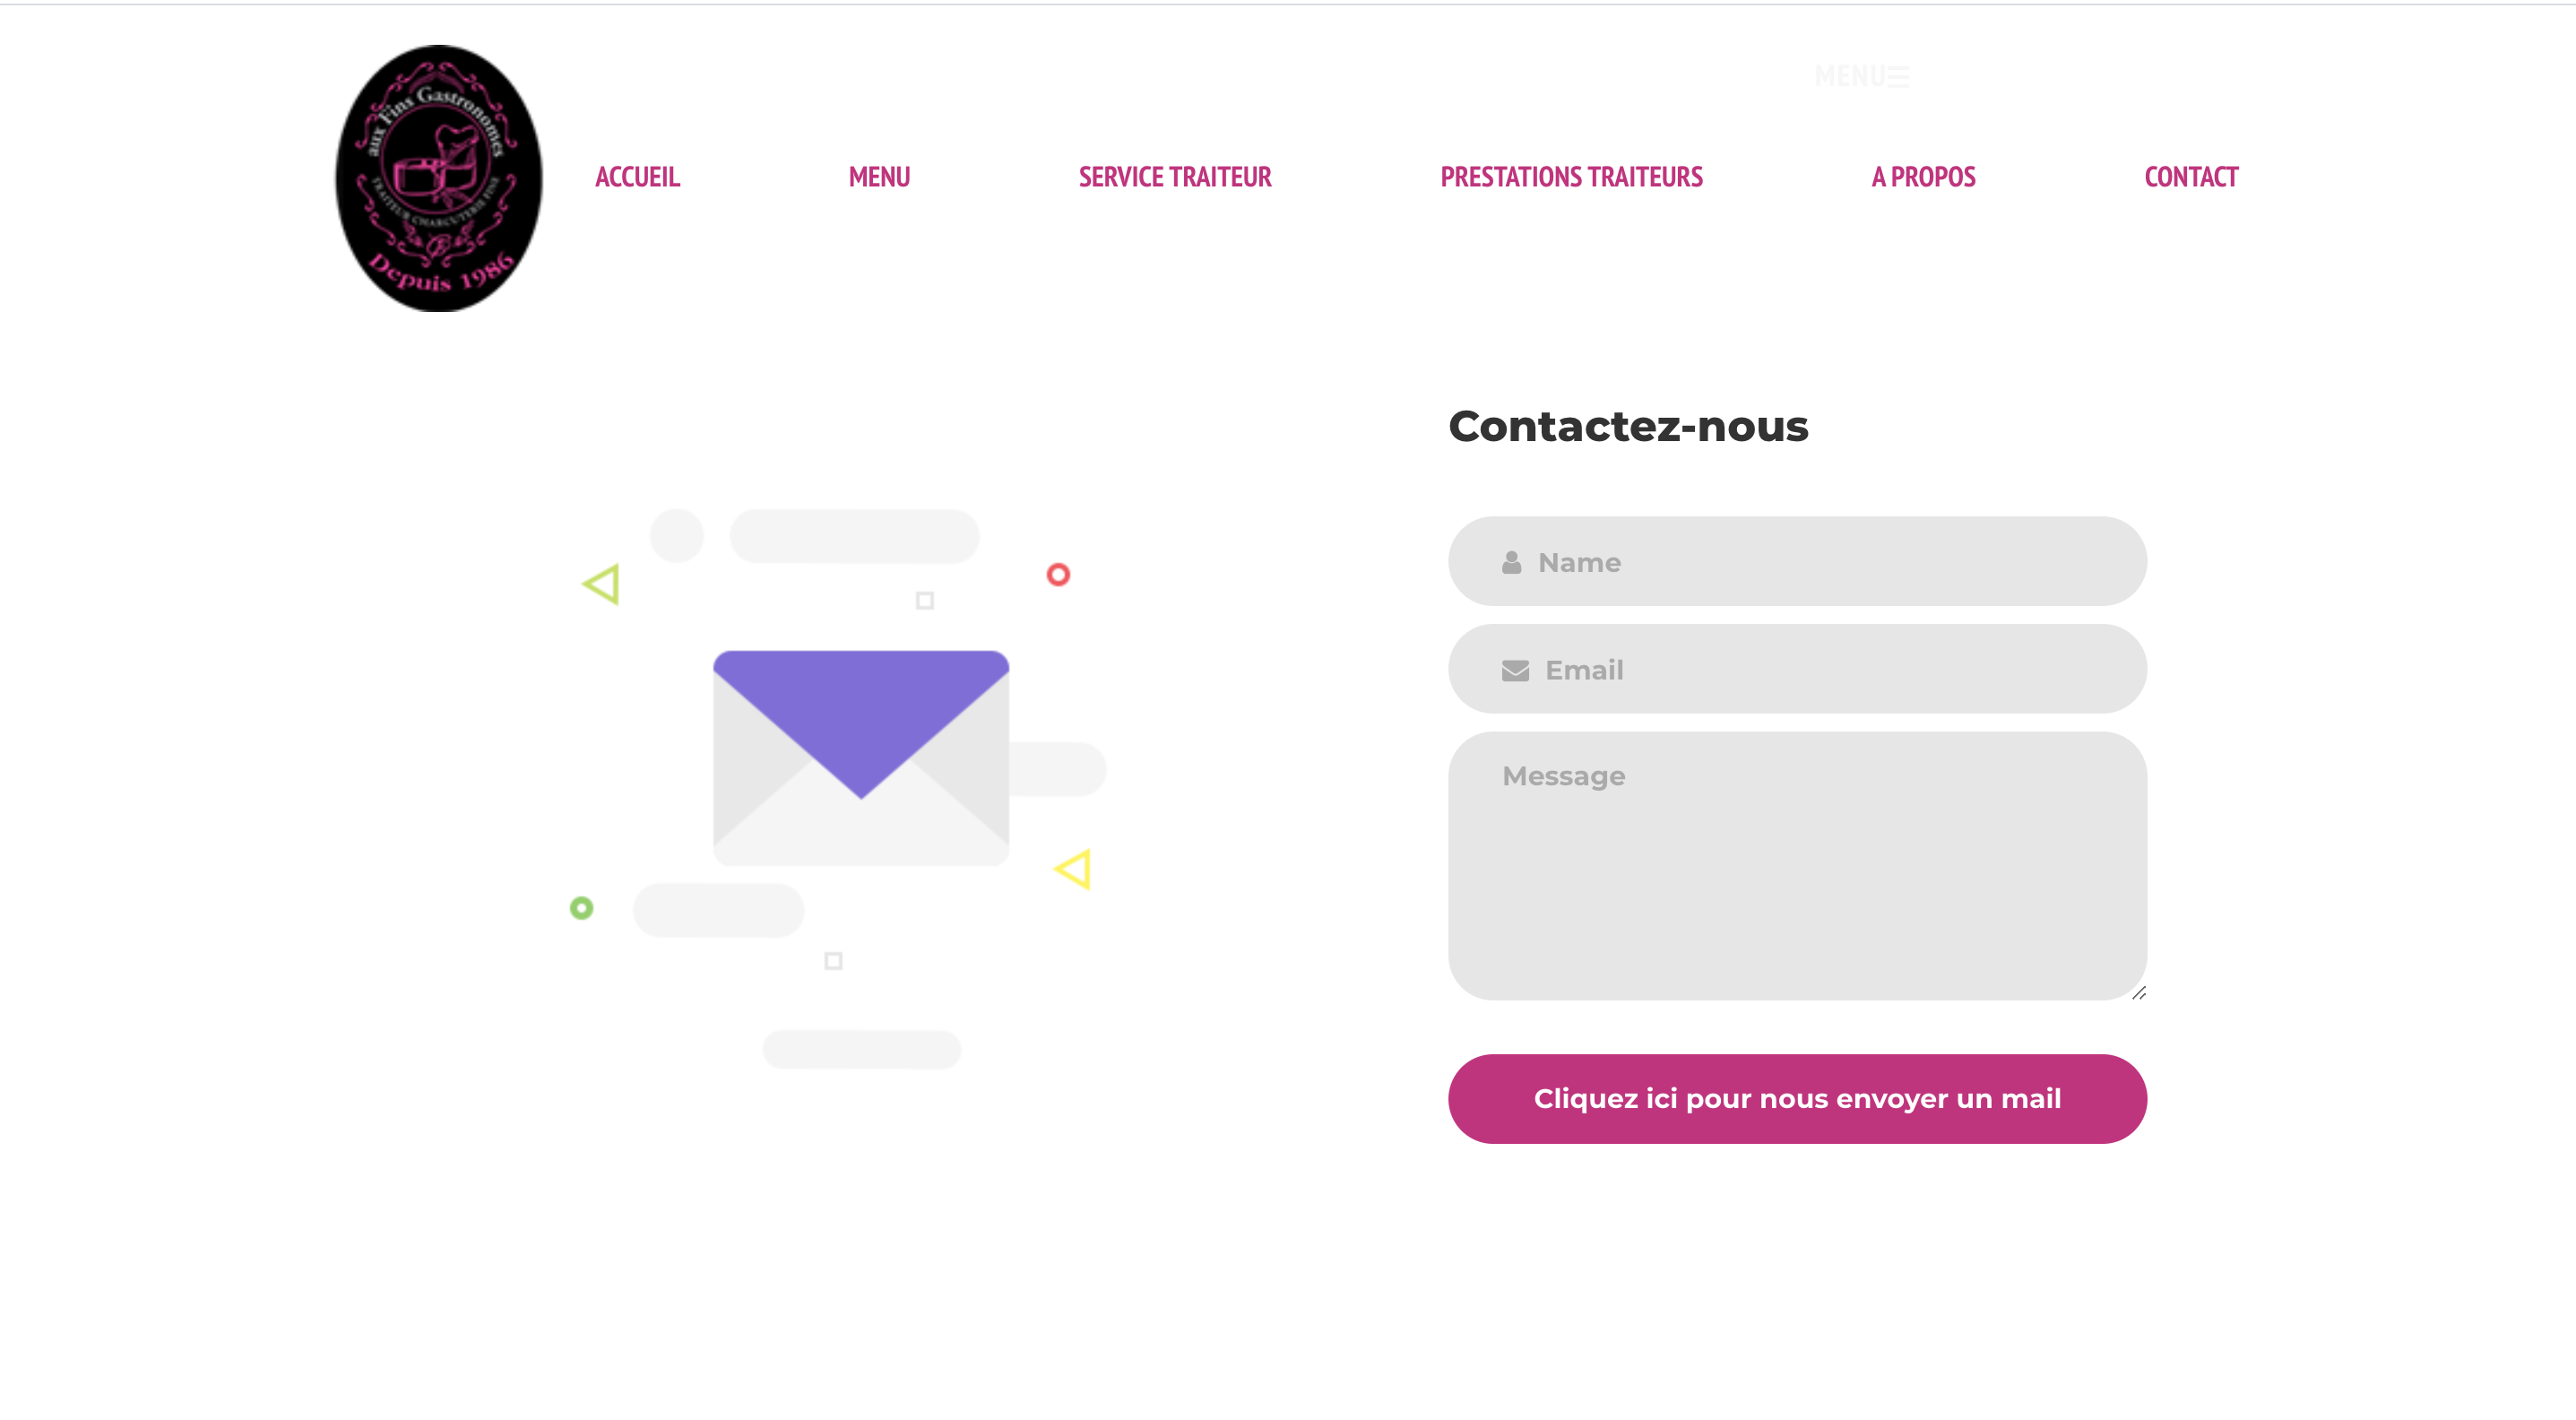 MENU
aux Fins Gastronomes
TRAITEUR CHARCUTERIE FINE
Depuis 1986
ACCUEIL
MENU
SERVICE TRAITEUR
PRESTATIONS TRAITEURS
A PROPOS
CONTACT
Contactez-nous
Name
Email
Message
Cliquez ici pour nous envoyer un mail